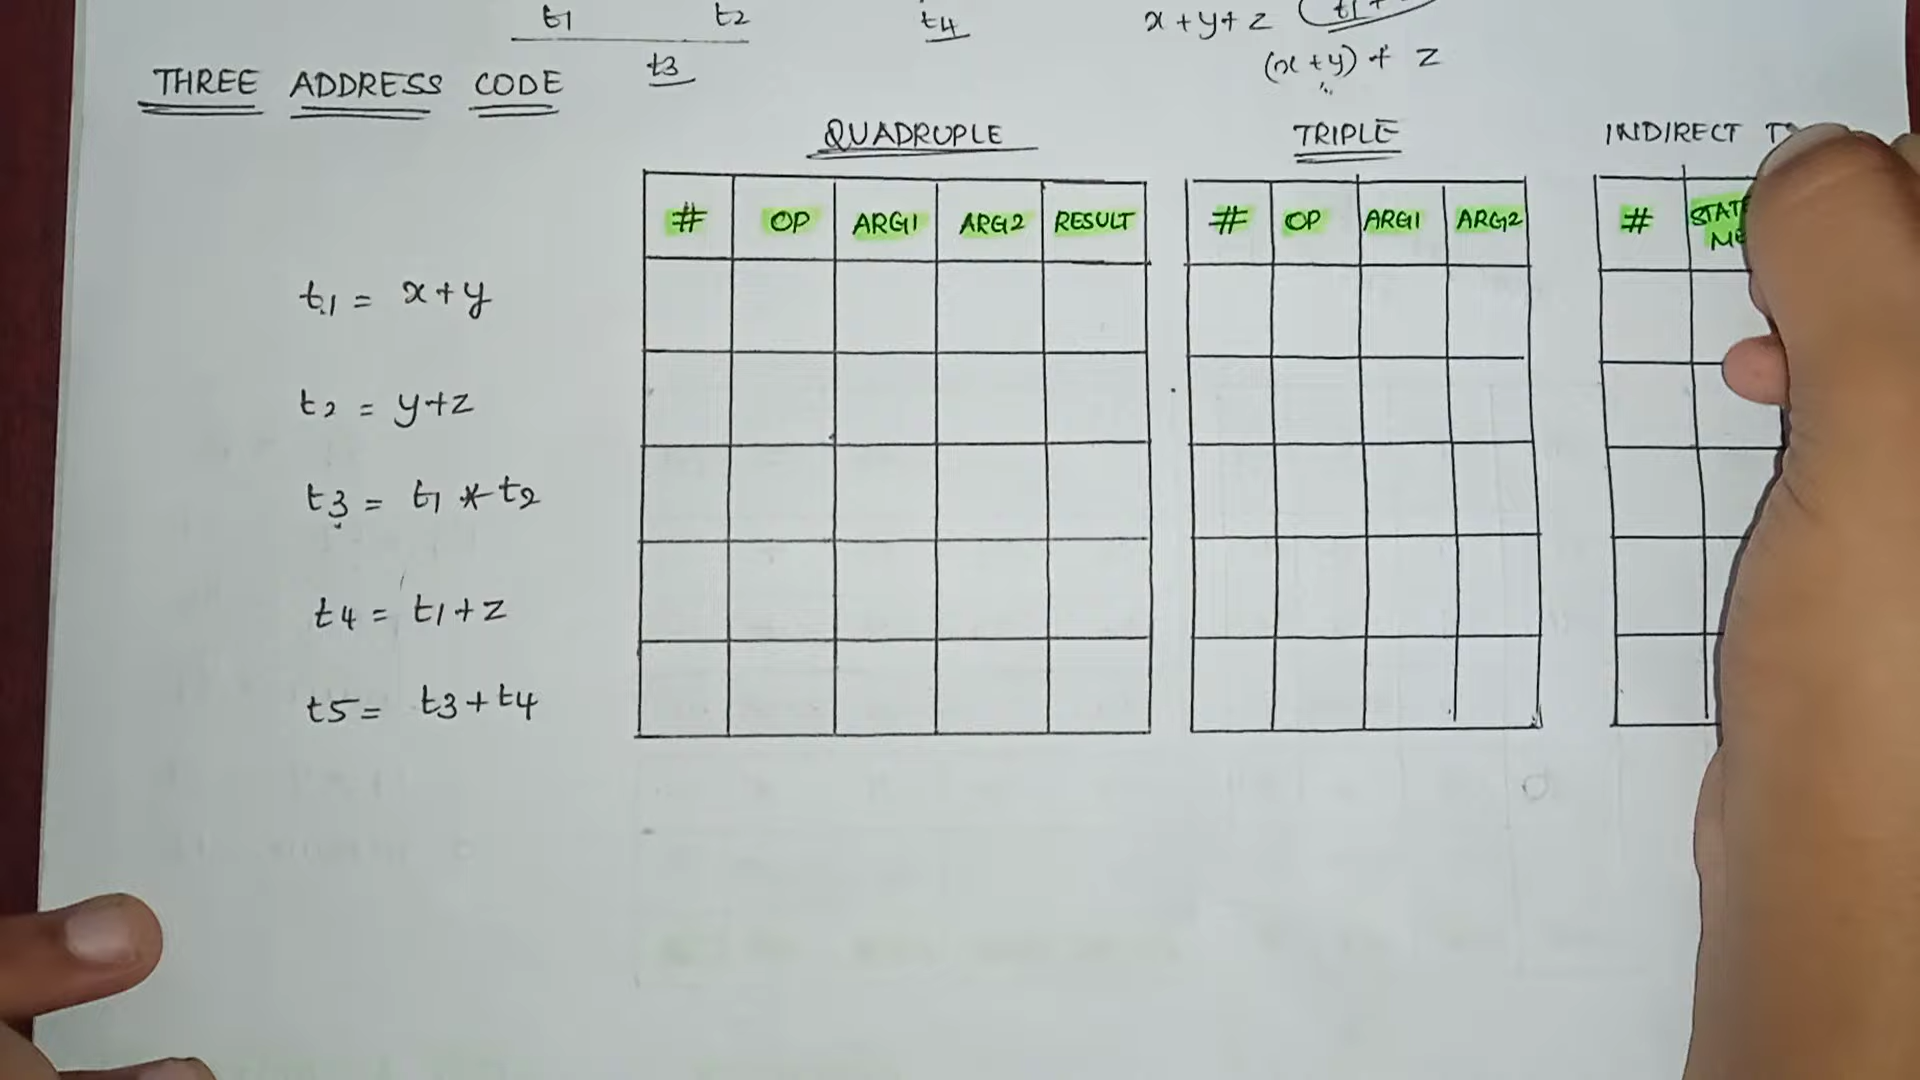 t1 t2 t4 x+y+z
t3 (x+y) + z
THREE ADDRESS CODE
QUADRUPLE TRIPLE INDIRECT
# OP ARG1 ARG2 RESULT # OP ARG1 ARG2 #
t1 = x+y
t2 = y+z
t3 = t1 * t2
t4 = t1+z
t5 = t3+t4